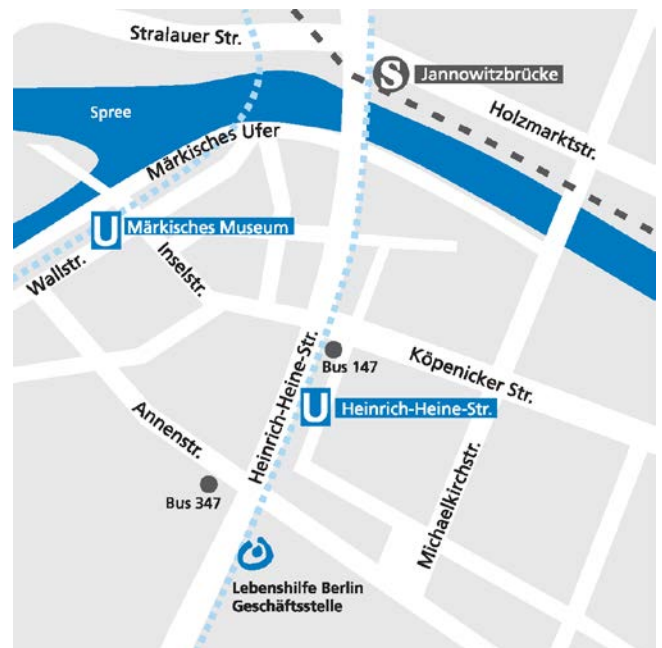 Stralauer Str.
S
Jannowitzbrücke
Spree
Holzmarktstr.
Märkisches Ufer
U
Märkisches Museum
Wallstr.
Inselstr.
Heinrich-Heine-Str.
Bus 147
Köpenicker Str.
U
Heinrich-Heine-Str.
Annenstr.
Michaelkirchstr.
Bus 347
Lebenshilfe Berlin
Geschäftsstelle